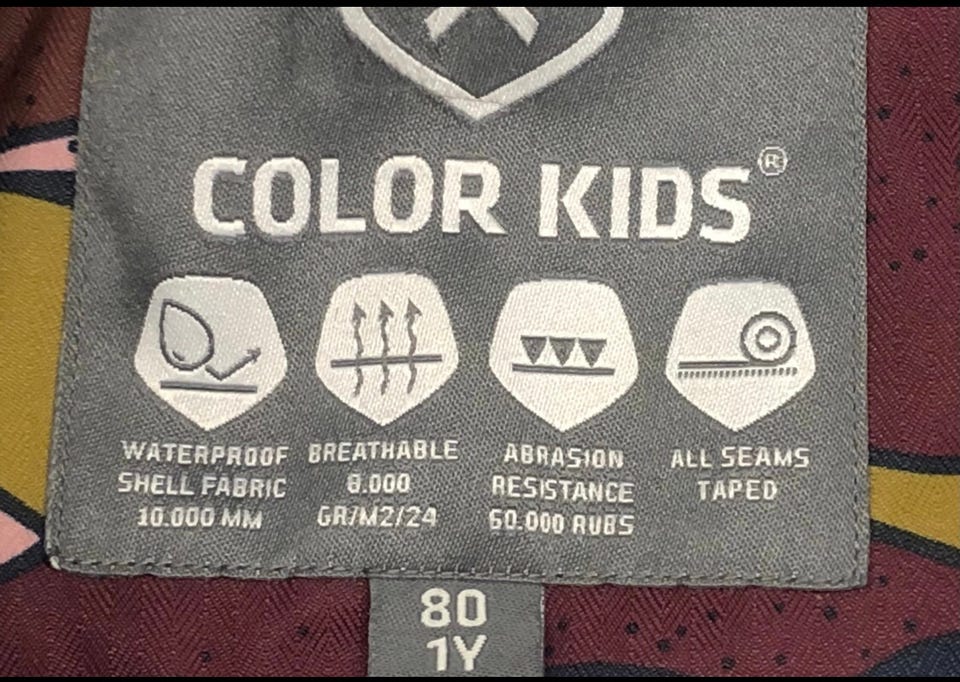 COLOR KIDS®
WATERPROOF
SHELL FABRIC
10.000 MM
BREATHABLE
8.000
GR/M2/24
ABRASION
RESISTANCE
50.000 RUBS
ALL SEAMS
TAPED
80
1Y